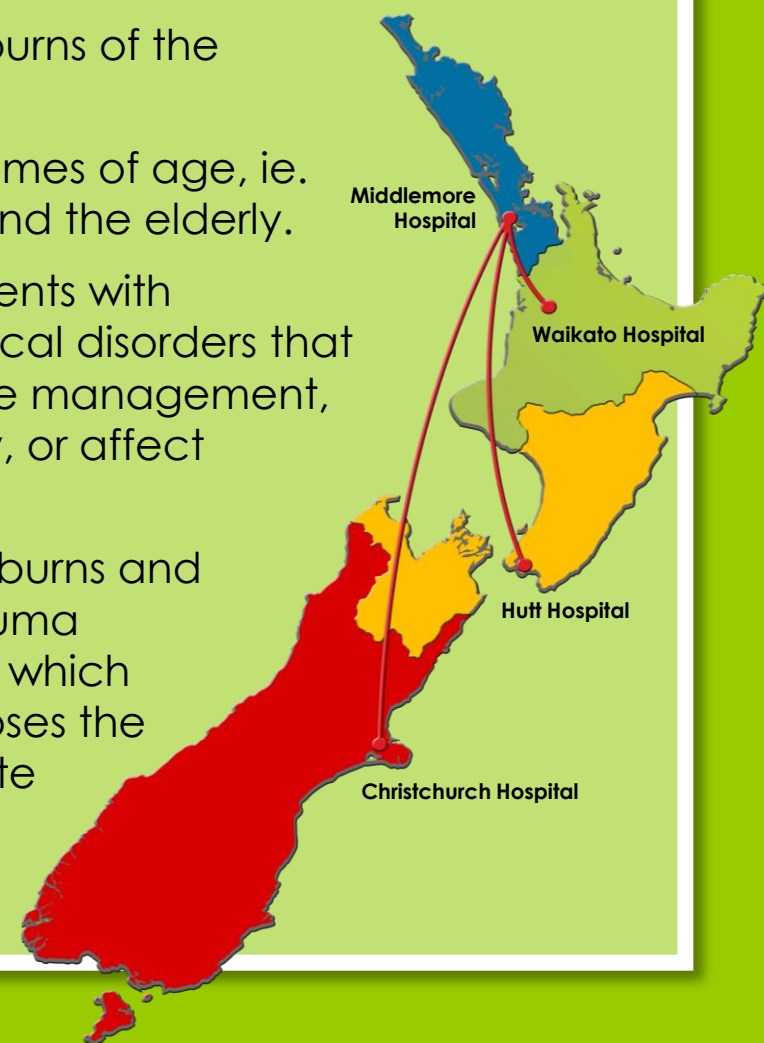 burns of the
mes of age, ie.
nd the elderly.
ents with
cal disorders that
e management,
, or affect
burns and
uma
which
oses the
te
Middlemore
Hospital
Waikato Hospital
Hutt Hospital
Christchurch Hospital